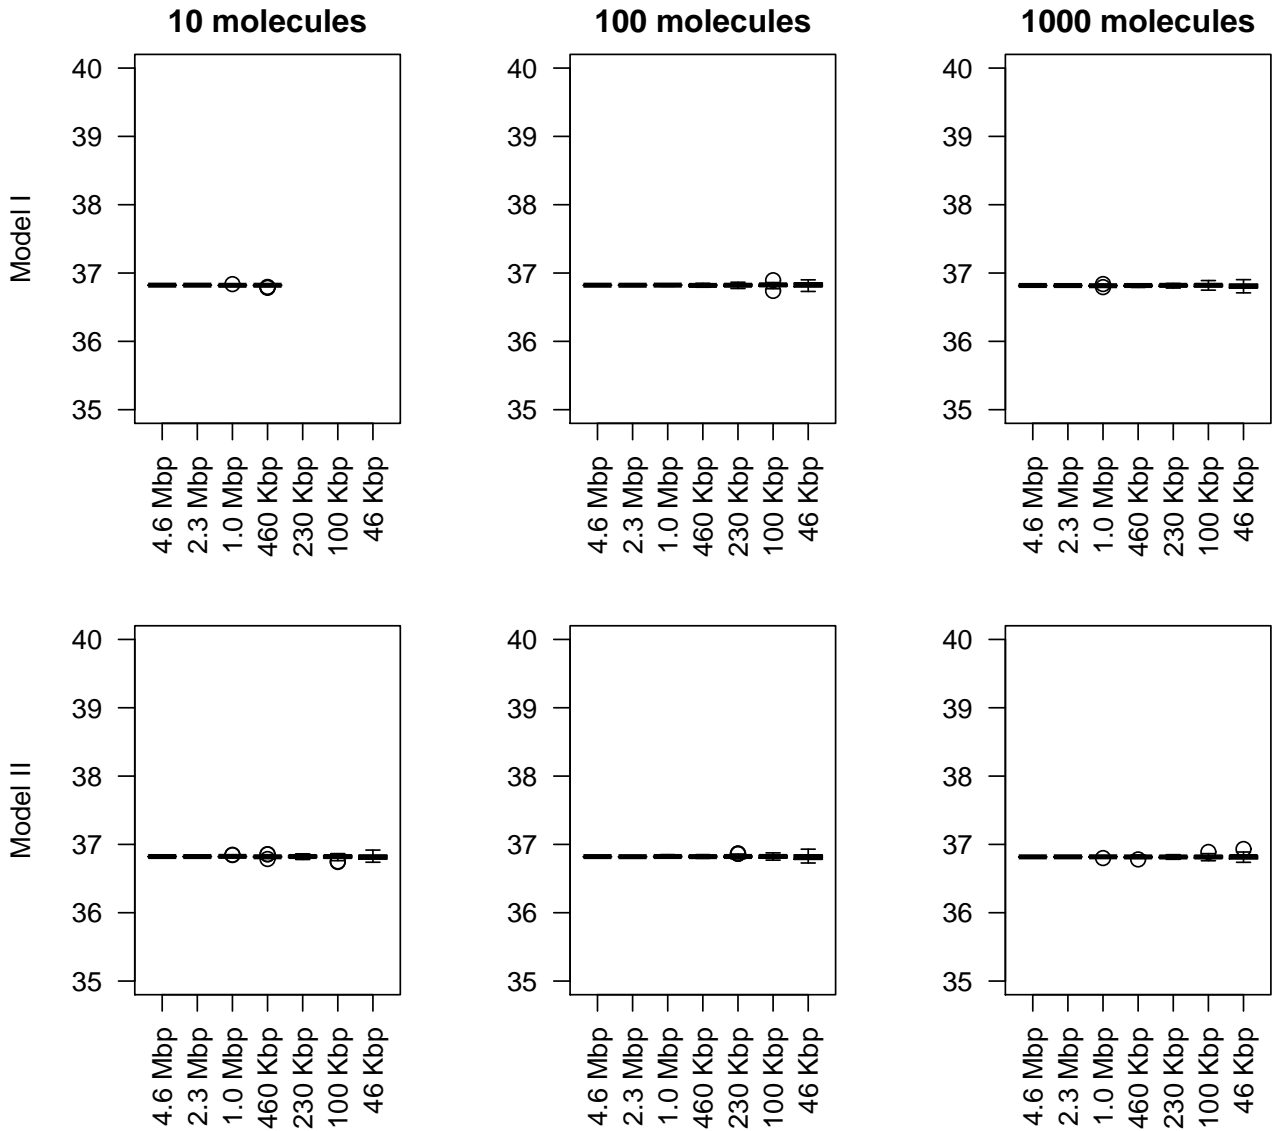 10 molecules
100 molecules
1000 molecules
Model I
40
39
38
37
36
35
4.6 Mbp
2.3 Mbp
1.0 Mbp
460 Kbp
230 Kbp
100 Kbp
46 Kbp
40
39
38
37
36
35
4.6 Mbp
2.3 Mbp
1.0 Mbp
460 Kbp
230 Kbp
100 Kbp
46 Kbp
40
39
38
37
36
35
4.6 Mbp
2.3 Mbp
1.0 Mbp
460 Kbp
230 Kbp
100 Kbp
46 Kbp
Model II
40
39
38
37
36
35
4.6 Mbp
2.3 Mbp
1.0 Mbp
460 Kbp
230 Kbp
100 Kbp
46 Kbp
40
39
38
37
36
35
4.6 Mbp
2.3 Mbp
1.0 Mbp
460 Kbp
230 Kbp
100 Kbp
46 Kbp
40
39
38
37
36
35
4.6 Mbp
2.3 Mbp
1.0 Mbp
460 Kbp
230 Kbp
100 Kbp
46 Kbp